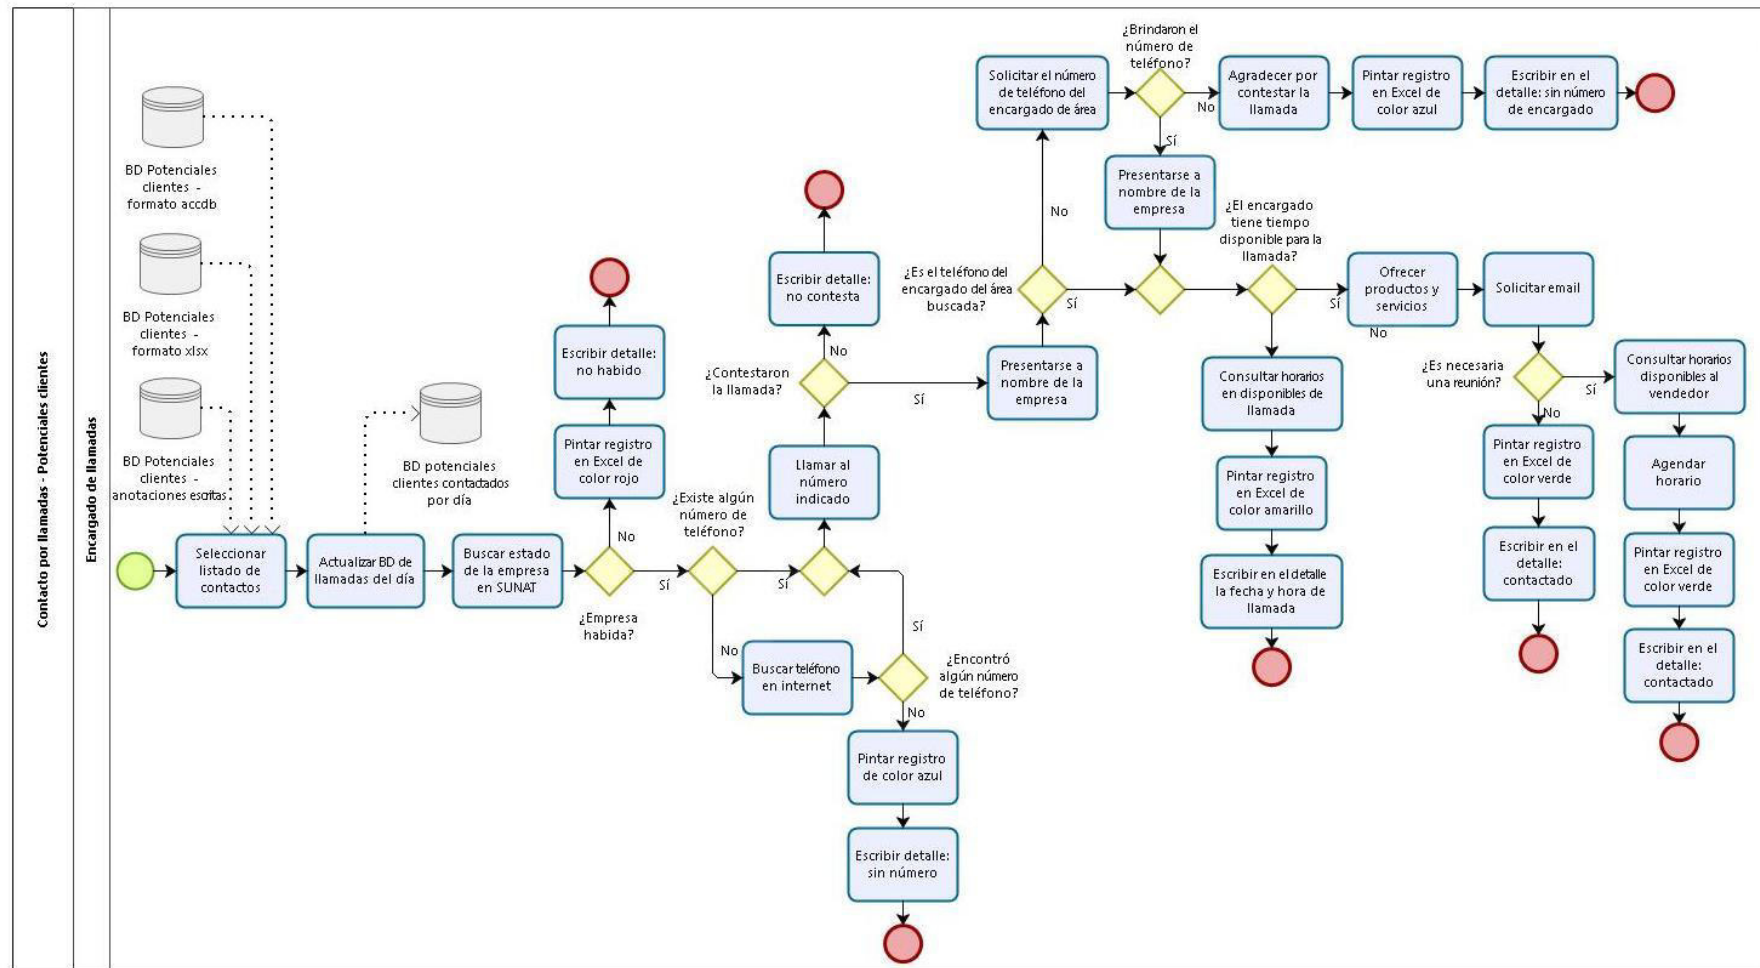 Contacto por llamadas - Potenciales clientes
Encargado de llamadas
BD Potenciales
clientes -
formato accdb
BD Potenciales
clientes -
formato xlsx
BD Potenciales
clientes -
anotaciones escritas
BD potenciales
clientes contactados
por día
Seleccionar
listado de
contactos
Actualizar BD de
llamadas del día
Buscar estado
de la empresa
en SUNAT
¿Empresa
habida?
No
Pintar registro
en Excel de
color rojo
Escribir detalle:
no habido
Sí
¿Existe algún
número de
teléfono?
No
Buscar teléfono
en internet
¿Encontró
algún número
de teléfono?
Sí
No
Pintar registro
de color azul
Escribir detalle:
sin número
Sí
Llamar al
número
indicado
¿Contestaron
la llamada?
No
Escribir detalle:
no contesta
Sí
Presentarse a
nombre de la
empresa
¿Es el teléfono del
encargado del área
buscada?
No
Solicitar el número
de teléfono del
encargado de área
¿Brindaron el
número de
teléfono?
No
Agradecer por
contestar la
llamada
Pintar registro
en Excel de
color azul
Escribir en el
detalle: sin número
de encargado
Sí
Presentarse a
nombre de la
empresa
Sí
¿El encargado
tiene tiempo
disponible para la
llamada?
Sí
No
Ofrecer
productos y
servicios
Solicitar email
Consultar horarios
en disponibles de
llamada
Pintar registro
en Excel de
color amarillo
Escribir en el detalle
la fecha y hora de
llamada
¿Es necesaria
una reunión?
No
Pintar registro
en Excel de
color verde
Escribir en el
detalle:
contactado
Sí
Consultar horarios
disponibles al
vendedor
Agendar
horario
Pintar registro
en Excel de
color verde
Escribir en el
detalle:
contactado